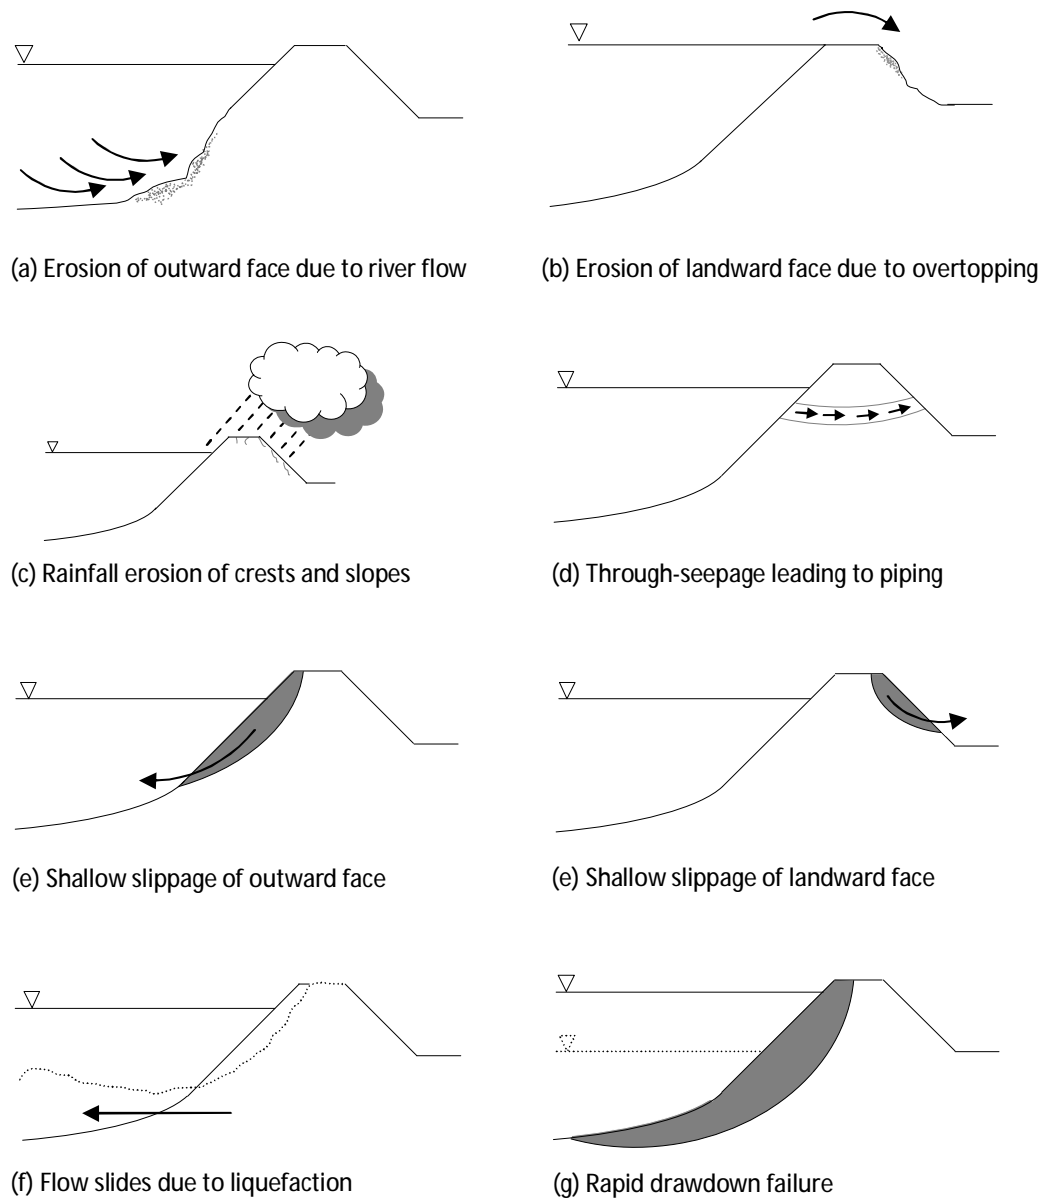 (a) Erosion of outward face due to river flow
(b) Erosion of landward face due to overtopping
(c) Rainfall erosion of crests and slopes
(d) Through-seepage leading to piping
(e) Shallow slippage of outward face
(e) Shallow slippage of landward face
(f) Flow slides due to liquefaction
(g) Rapid drawdown failure